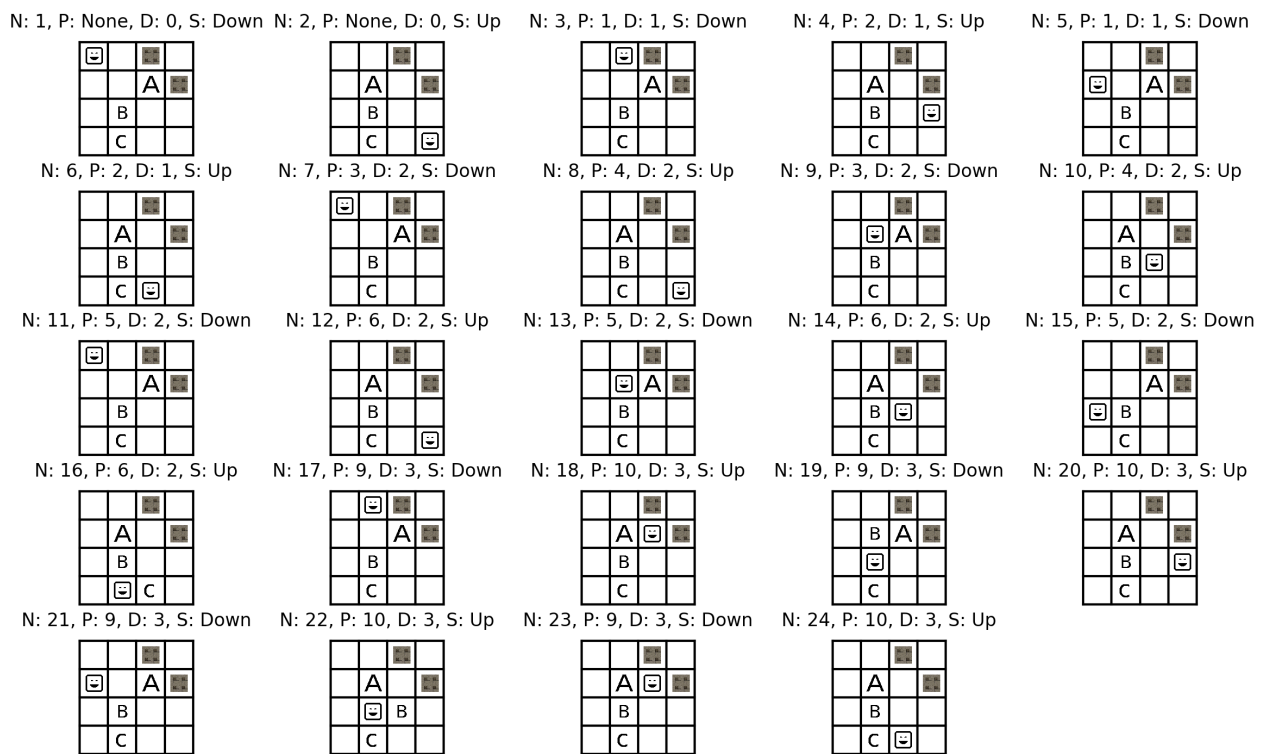 N: 1, P: None, D: 0, S: Down N: 2, P: None, D: 0, S: Up N: 3, P: 1, D: 1, S: Down N: 4, P: 2, D: 1, S: Up N: 5, P: 1, D: 1, S: Down
A A A A A
B B B B B
C C C C C
N: 6, P: 2, D: 1, S: Up N: 7, P: 3, D: 2, S: Down N: 8, P: 4, D: 2, S: Up N: 9, P: 3, D: 2, S: Down N: 10, P: 4, D: 2, S: Up
A A A A A
B B B B B
C C C C C
N: 11, P: 5, D: 2, S: Down N: 12, P: 6, D: 2, S: Up N: 13, P: 5, D: 2, S: Down N: 14, P: 6, D: 2, S: Up N: 15, P: 5, D: 2, S: Down
A A A A A
B B B B B
C C C C C
N: 16, P: 6, D: 2, S: Up N: 17, P: 9, D: 3, S: Down N: 18, P: 10, D: 3, S: Up N: 19, P: 9, D: 3, S: Down N: 20, P: 10, D: 3, S: Up
A A A B A A
B B B B
C C C C C
N: 21, P: 9, D: 3, S: Down N: 22, P: 10, D: 3, S: Up N: 23, P: 9, D: 3, S: Down N: 24, P: 10, D: 3, S: Up
A A A A
B B B B
C C C C